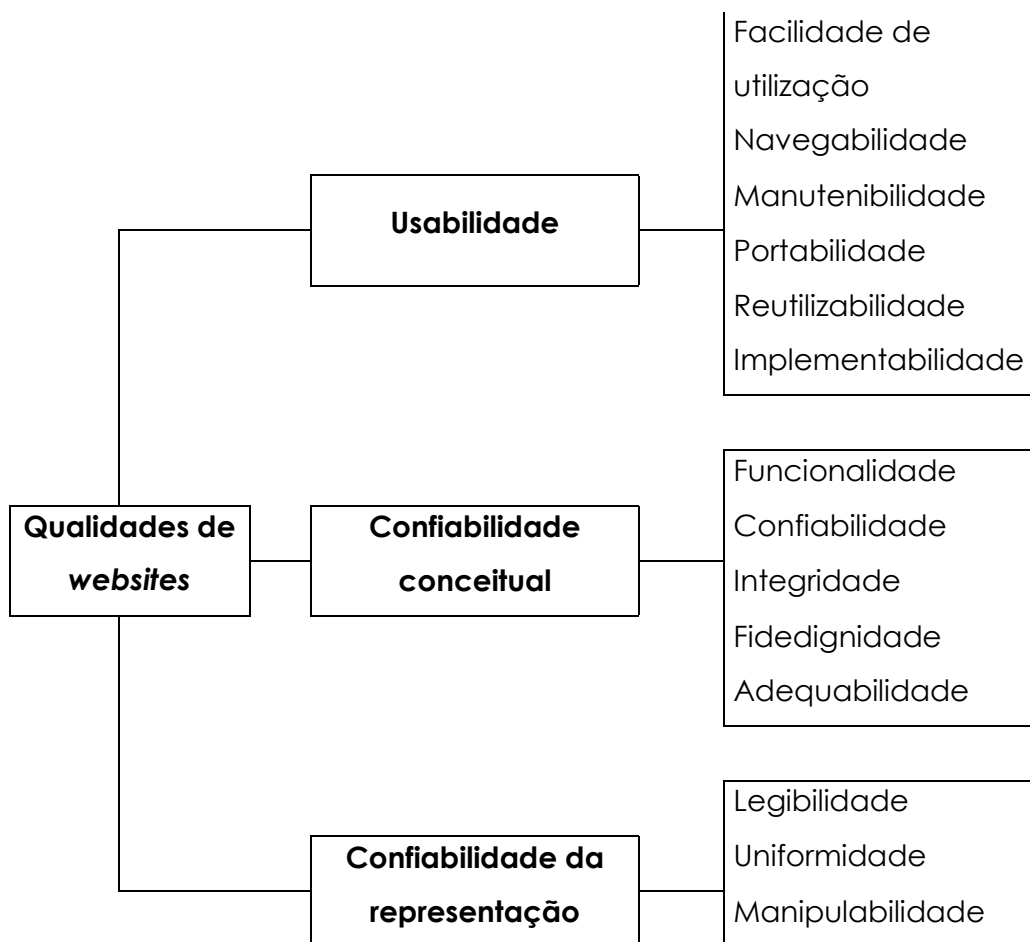 Facilidade de
utilização
Navegabilidade
Manutenibilidade
Portabilidade
Reutilizabilidade
Implementabilidade
Usabilidade
Funcionalidade
Confiabilidade
Integridade
Fidedignidade
Adequabilidade
Qualidades de
websites
Confiabilidade
conceitual
Legibilidade
Uniformidade
Manipulabilidade
Confiabilidade da
representação